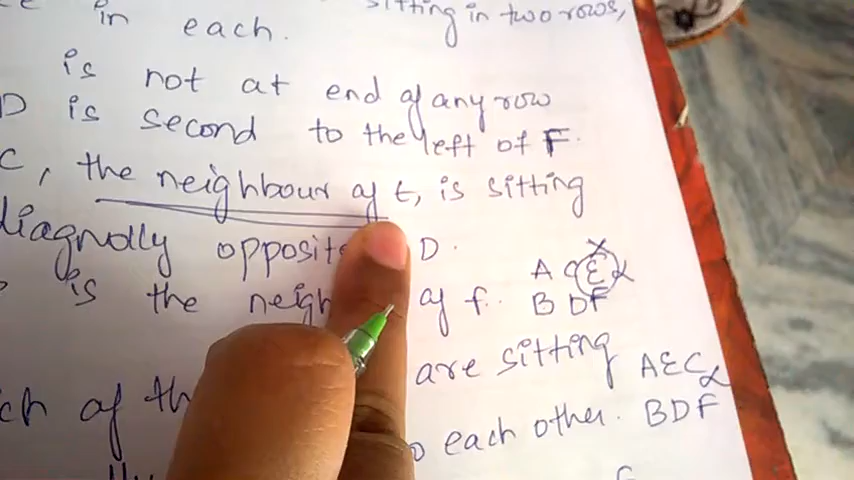 in each. sitting in two rows,
is not at end of any row
D is second to the left of F.
C, the neighbour of E, is sitting
diagnolly opposite D.
is the neigh of f.
A C E
B D F
are sitting
A E C
ch of th
each other. B D F